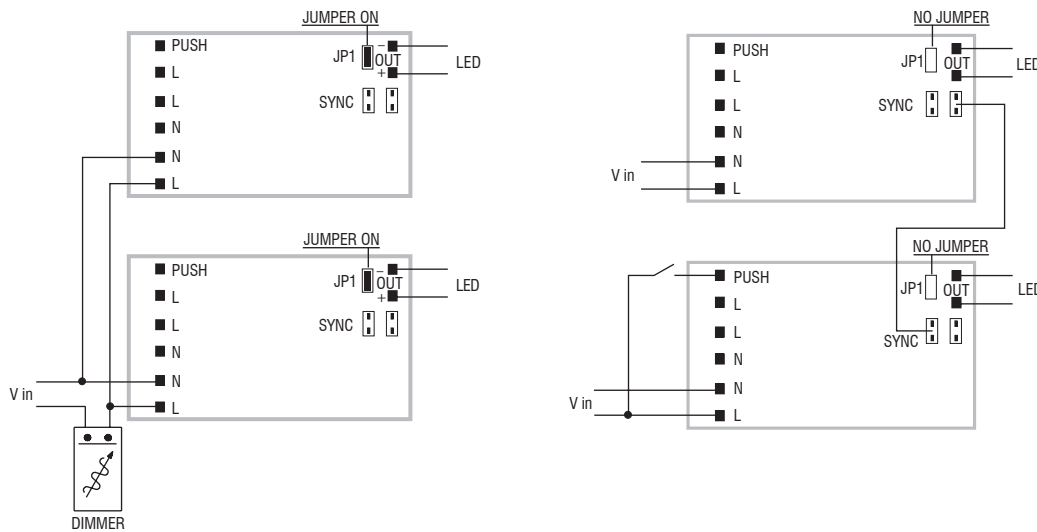 JUMPER ON
PUSH
JP1
−
OUT
+
LED
L
L
SYNC
N
N
L
JUMPER ON
PUSH
JP1
−
OUT
+
LED
L
L
SYNC
N
N
L
V in
DIMMER
NO JUMPER
PUSH
JP1
OUT
LED
L
L
SYNC
N
N
L
V in
NO JUMPER
PUSH
JP1
OUT
LED
L
L
SYNC
N
N
L
V in